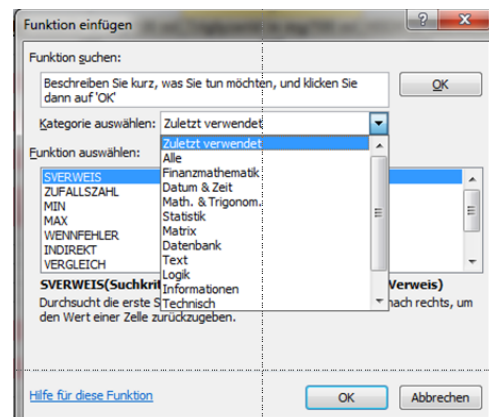 Funktion einfügen
Funktion suchen:
Beschreiben Sie kurz, was Sie tun möchten, und klicken Sie
dann auf 'OK'
OK
Kategorie auswählen: Zuletzt verwendet
Zuletzt verwendet
Alle
Finanzmathematik
Datum & Zeit
Math. & Trigonom.
Statistik
Matrix
Datenbank
Text
Logik
Informationen
Technisch
Funktion auswählen:
SVERWEIS
ZUFALLSZAHL
MIN
MAX
WENNFEHLER
INDIREKT
VERGLEICH
SVERWEIS(Suchkrit Verweis)
Durchsucht die erste S nach rechts, um
den Wert einer Zelle zurückzugeben.
Hilfe für diese Funktion
OK
Abbrechen